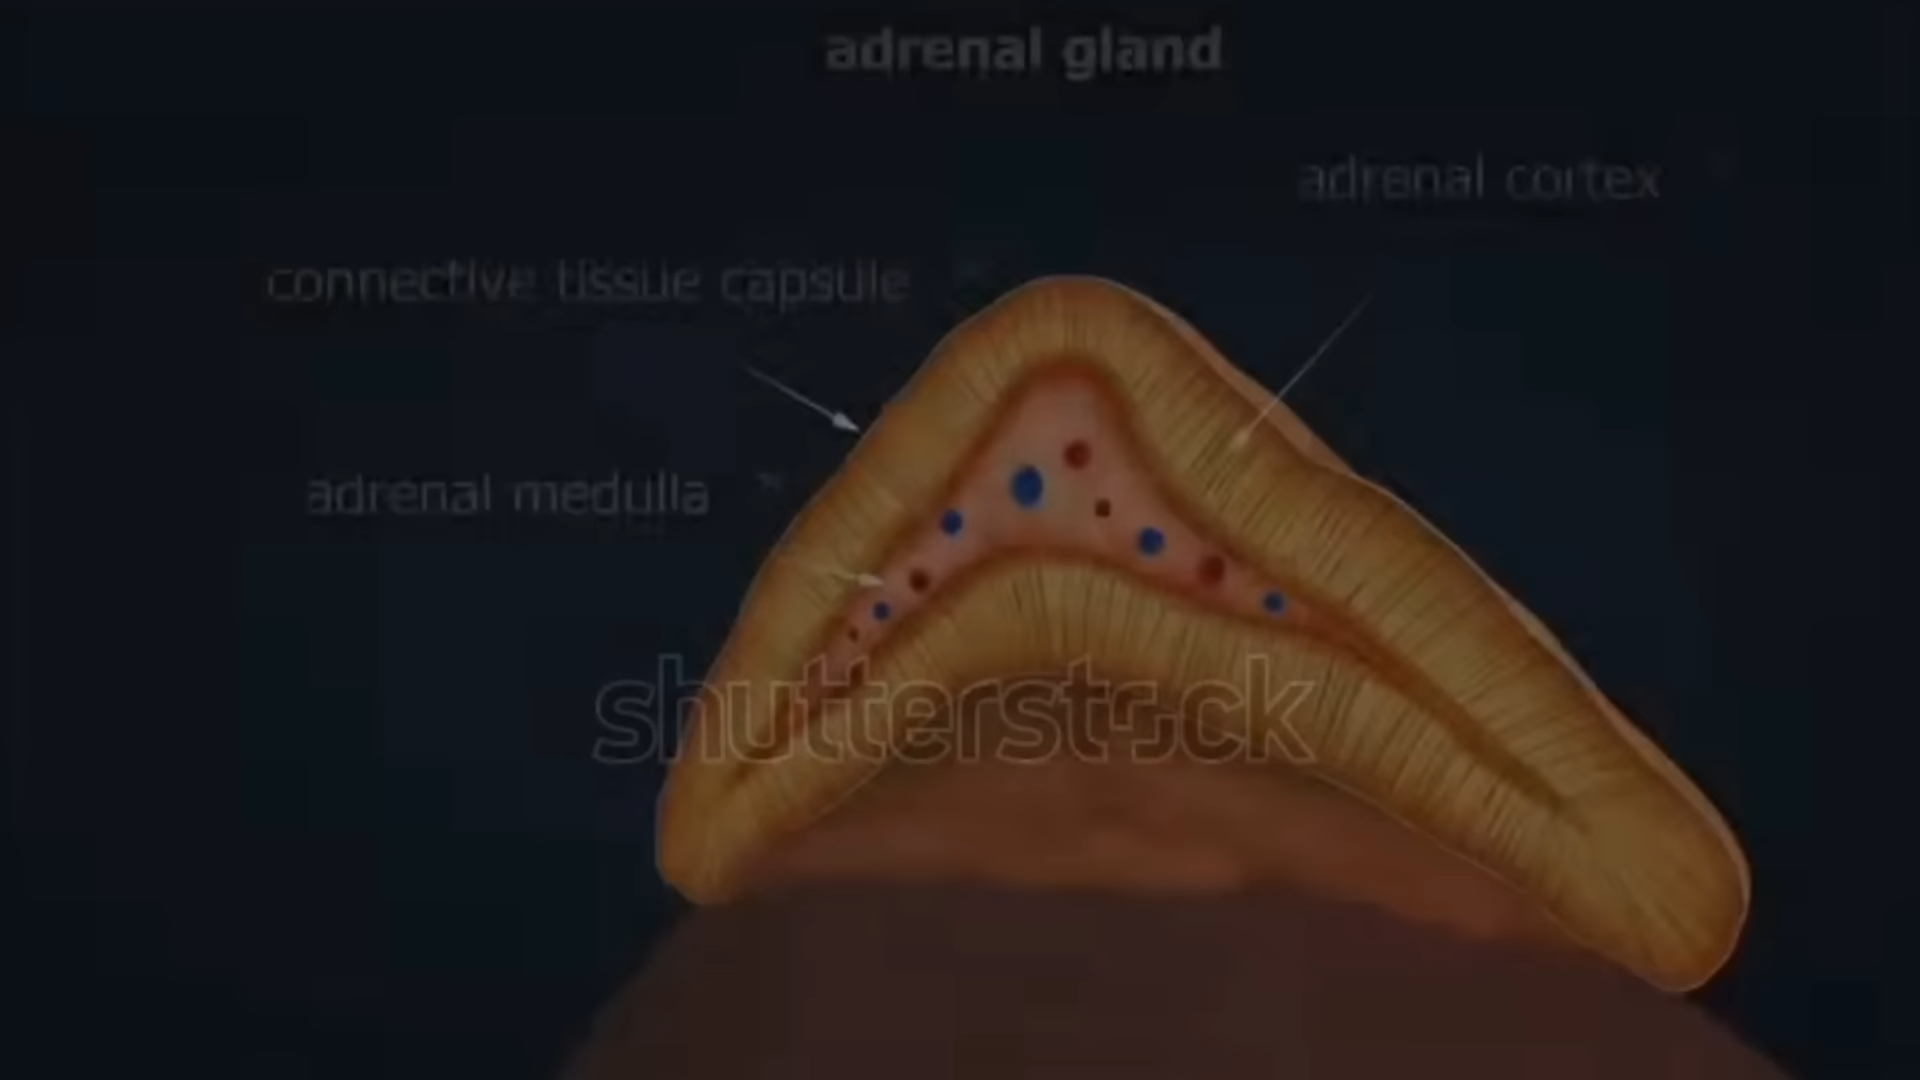 adrenal gland
adrenal cortex
connective tissue capsule
adrenal medulla
shutterstock